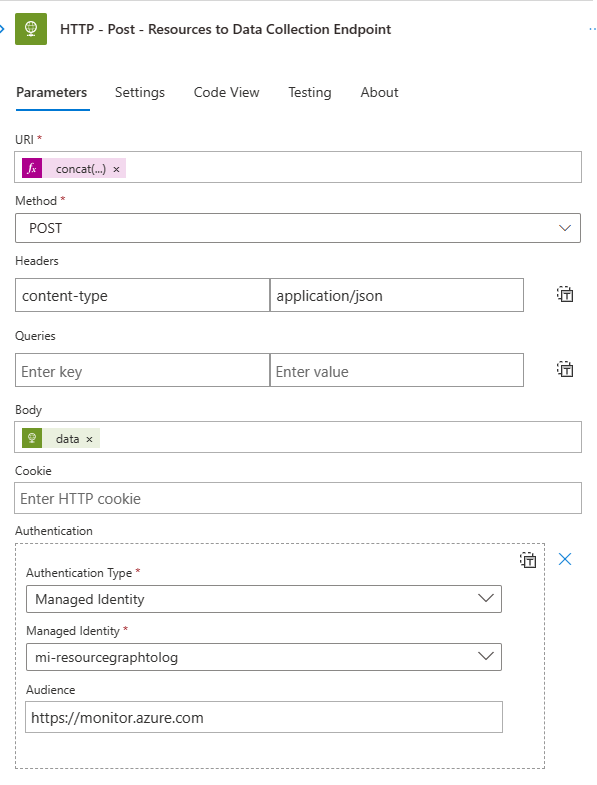 HTTP - Post - Resources to Data Collection Endpoint
Parameters Settings Code View Testing About
URI *
fx concat(...) ×
Method *
POST
Headers
content-type application/json
Queries
Enter key Enter value
Body
data ×
Cookie
Enter HTTP cookie
Authentication
Authentication Type *
Managed Identity
Managed Identity *
mi-resourcegraphtolog
Audience
https://monitor.azure.com